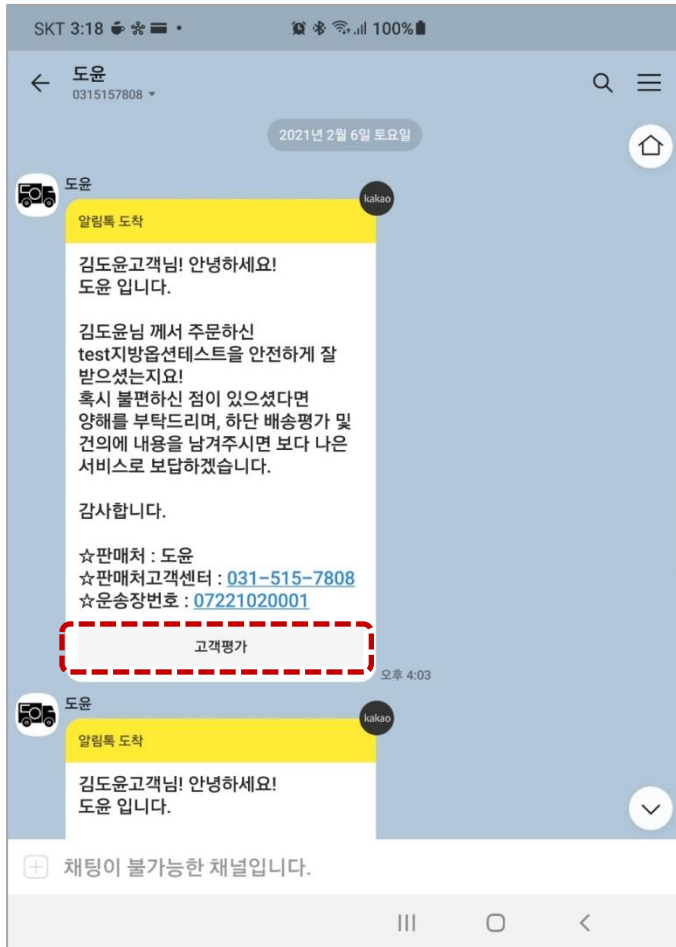 SKT 3:18
100%
도윤
0315157808
2021년 2월 6일 토요일
도윤
kakao
알림톡 도착
김도윤고객님! 안녕하세요!
도윤 입니다.
김도윤님 께서 주문하신
test지방옵션테스트을 안전하게 잘
받으셨는지요!
혹시 불편하신 점이 있으셨다면
양해를 부탁드리며, 하단 배송평가 및
건의에 내용을 남겨주시면 보다 나은
서비스로 보답하겠습니다.
감사합니다.
☆판매처 : 도윤
☆판매처고객센터 : 031-515-7808
☆운송장번호 : 07221020001
고객평가
오후 4:03
도윤
kakao
알림톡 도착
김도윤고객님! 안녕하세요!
도윤 입니다.
채팅이 불가능한 채널입니다.